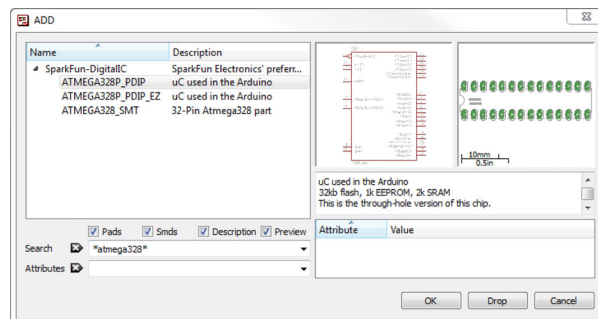 ADD
Name Description
SparkFun-DigitalIC SparkFun Electronics' preferr...
ATMEGA328P_PDIP uC used in the Arduino
ATMEGA328P_PDIP_EZ uC used in the Arduino
ATMEGA328_SMT 32-Pin Atmega328 part
10mm
0.5in
uC used in the Arduino
32kb flash, 1k EEPROM, 2k SRAM
This is the through-hole version of this chip.
Pads Smds Description Preview
Search *atmega328*
Attributes
Attribute Value
OK Drop Cancel